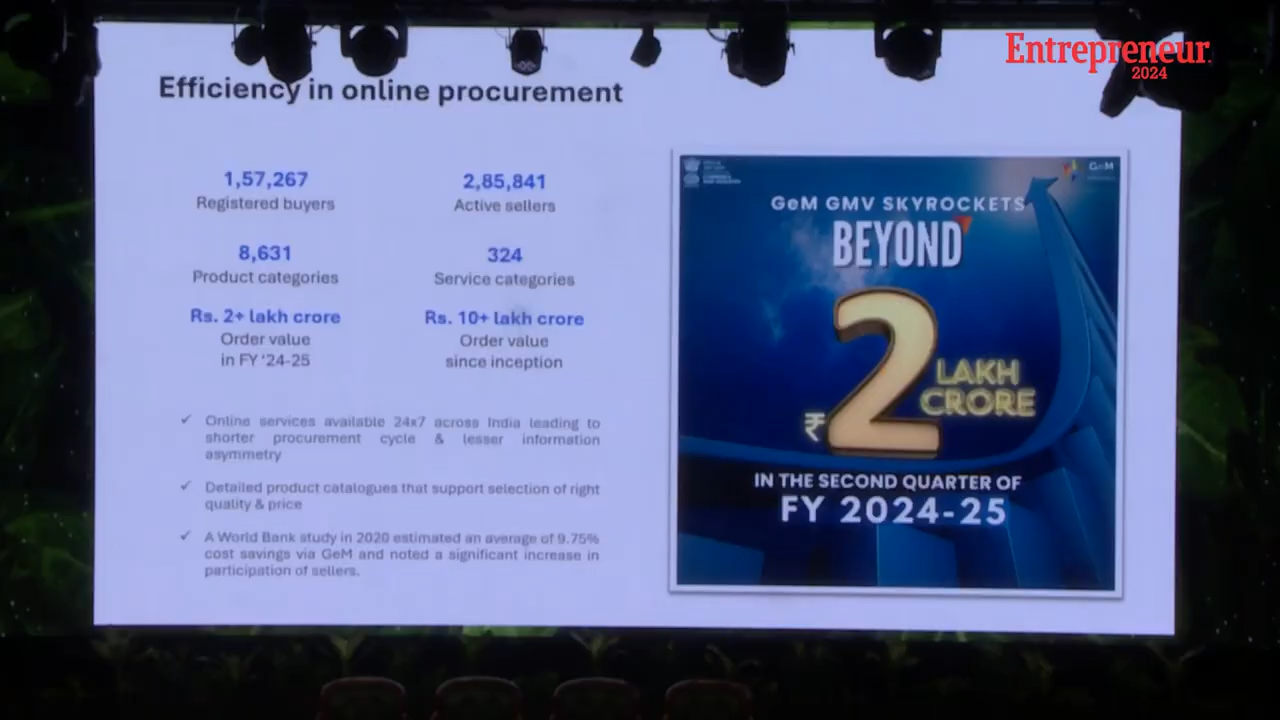 Entrepreneur
2024
Efficiency in online procurement
1,57,267
Registered buyers
2,85,841
Active sellers
8,631
Product categories
324
Service categories
Rs. 2+ lakh crore
Order value
in FY '24-25
Rs. 10+ lakh crore
Order value
since inception
✓ Online services available 24x7 across India leading to
shorter procurement cycle & lesser information
asymmetry
✓ Detailed product catalogues that support selection of right
quality & price
✓ A World Bank study in 2020 estimated an average of 9.75%
cost savings via GeM and noted a significant increase in
participation of sellers.
GeM
GeM GMV SKYROCKETS
BEYOND
₹2
LAKH
CRORE
IN THE SECOND QUARTER OF
FY 2024-25